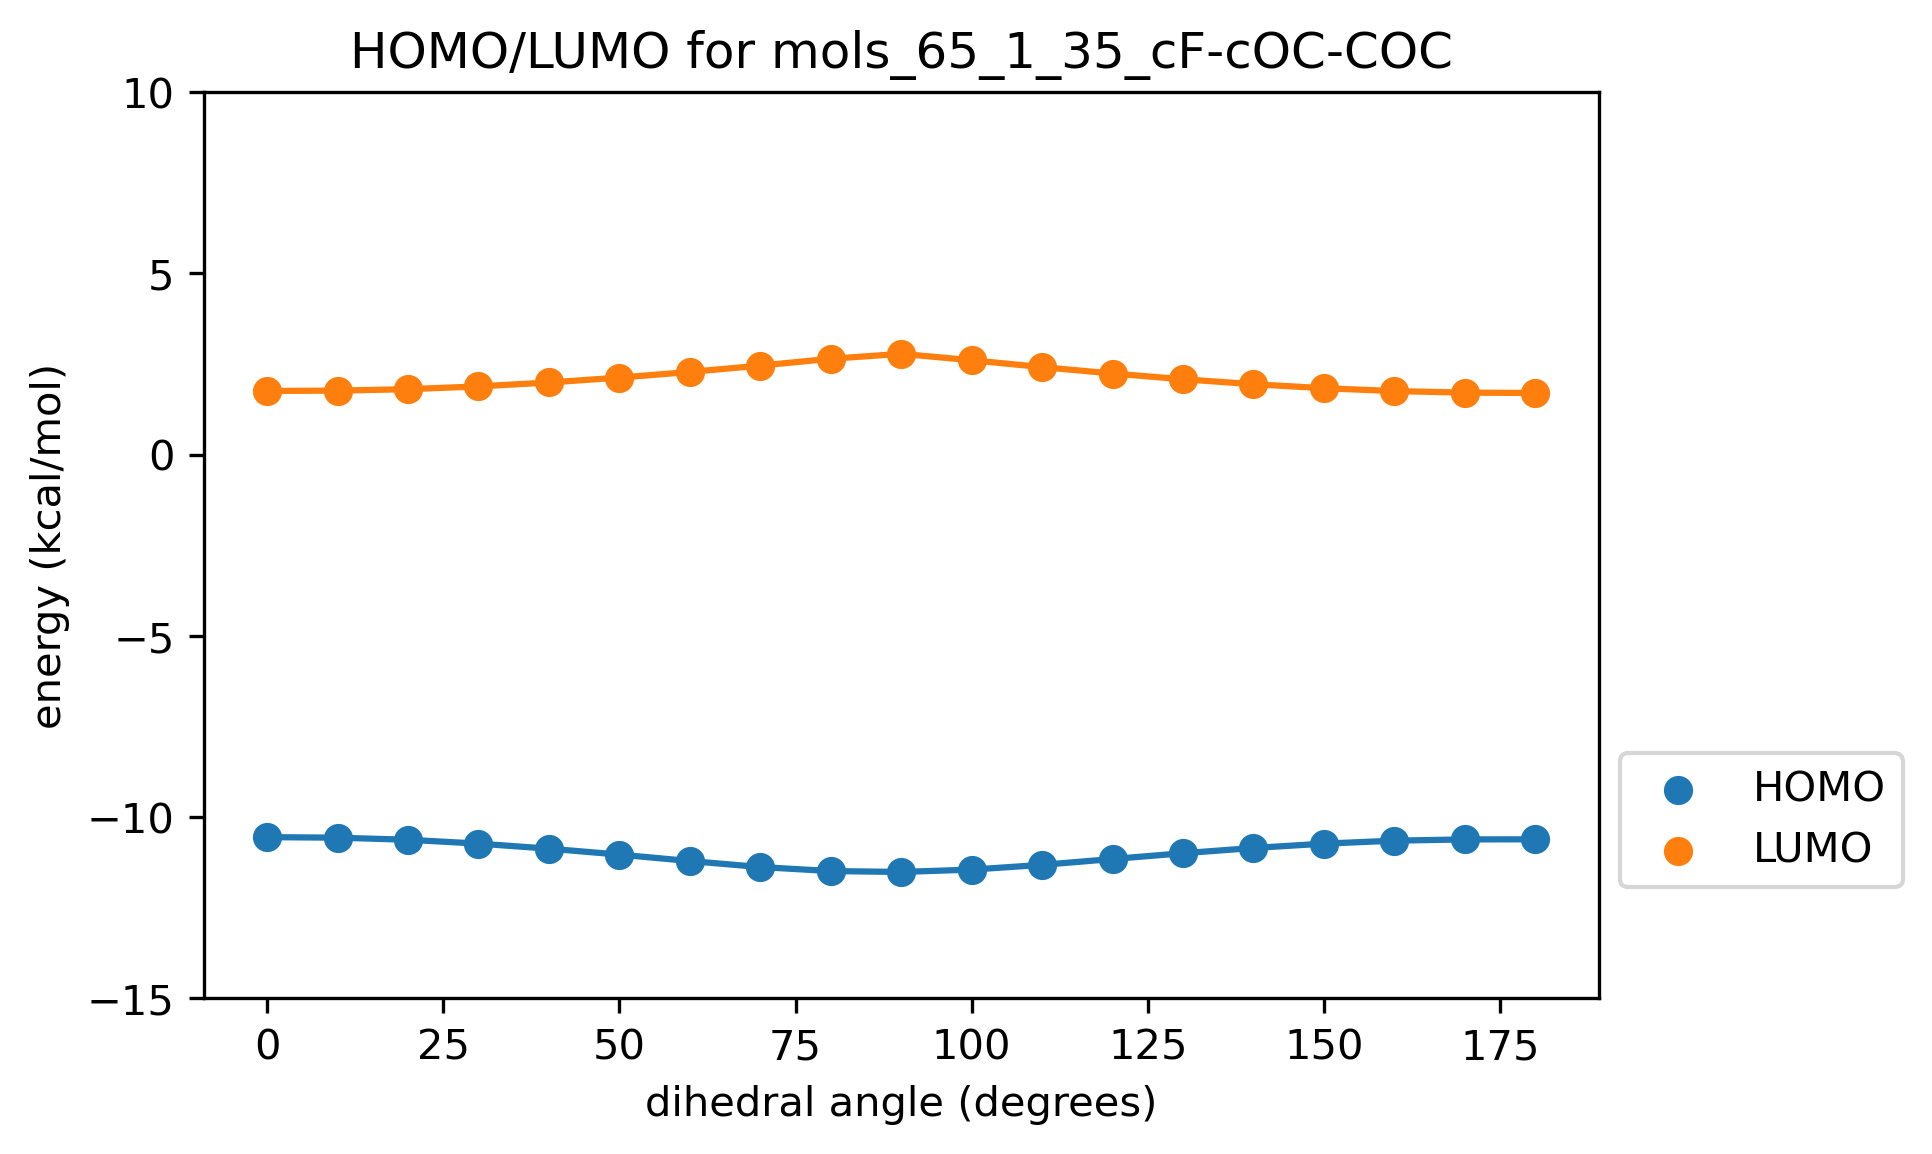 HOMO/LUMO for mols_65_1_35_cF-cOC-COC
10
5
0
−5
−10
−15
energy (kcal/mol)
0 25 50 75 100 125 150 175
dihedral angle (degrees)
HOMO
LUMO